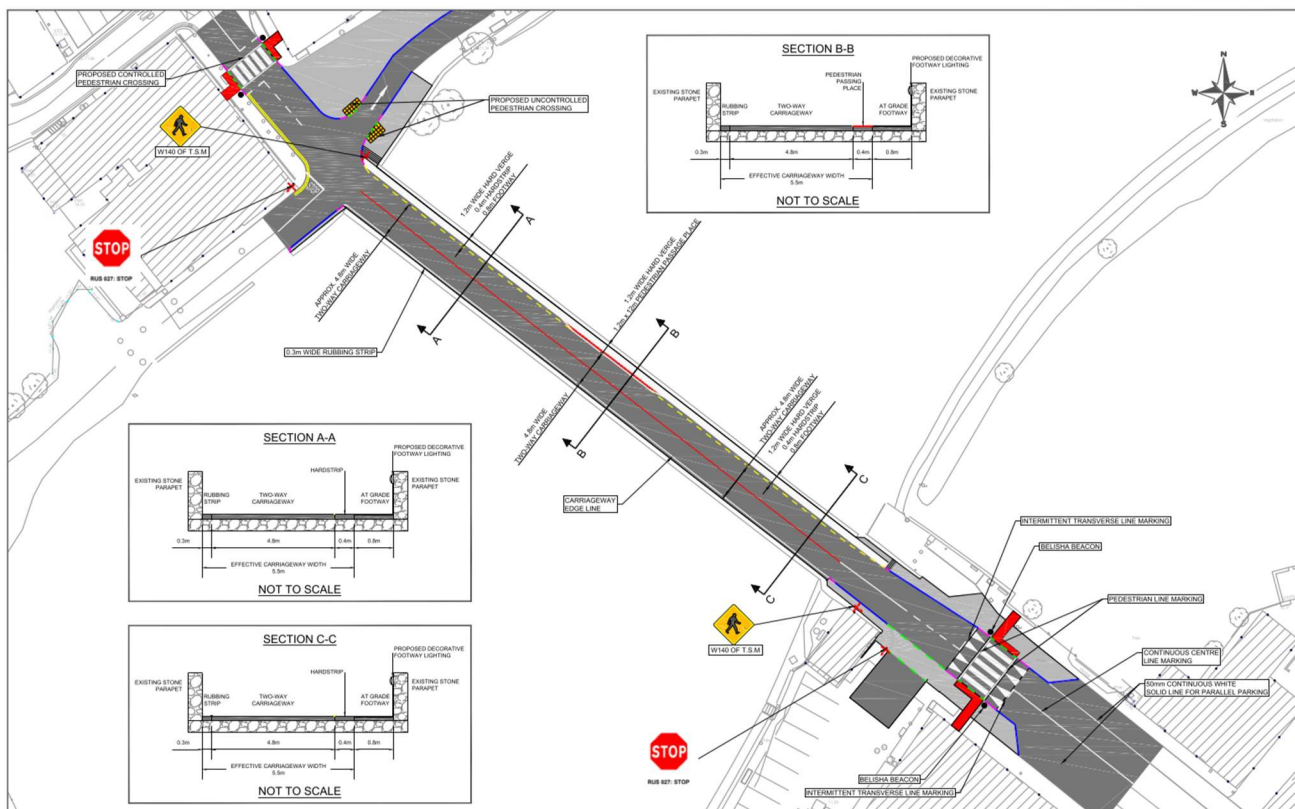 SECTION B-B
PROPOSED DECORATIVE
FOOTWAY LIGHTING
PEDESTRIAN
PASSING
PLACE
EXISTING STONE
PARAPET
RUBBING
STRIP
TWO-WAY
CARRIAGEWAY
AT GRADE
FOOTWAY
EXISTING STONE
PARAPET
0.3m
4.8m
0.4m
0.8m
EFFECTIVE CARRIAGEWAY WIDTH
5.5m
NOT TO SCALE
N
W
E
S
PROPOSED CONTROLLED
PEDESTRIAN CROSSING
PROPOSED UNCONTROLLED
PEDESTRIAN CROSSING
W140 OF T.S.M
STOP
RUS 027: STOP
1.2m WIDE HARD VERGE
0.4m HARDSTRIP
0.8m FOOTWAY
A
APPROX. 4.8m WIDE
TWO-WAY CARRIAGEWAY
A
0.3m WIDE RUBBING STRIP
1.2m WIDE HARD VERGE
1.2m x 12m PEDESTRIAN PASSAGE PLACE
B
4.8m WIDE
TWO-WAY CARRIAGEWAY
B
APPROX. 4.8m WIDE
TWO-WAY CARRIAGEWAY
1.2m WIDE HARD VERGE
0.4m HARDSTRIP
0.8m FOOTWAY
C
CARRIAGEWAY
EDGE LINE
C
SECTION A-A
PROPOSED DECORATIVE
FOOTWAY LIGHTING
HARDSTRIP
EXISTING STONE
PARAPET
RUBBING
STRIP
TWO-WAY
CARRIAGEWAY
AT GRADE
FOOTWAY
EXISTING STONE
PARAPET
0.3m
4.8m
0.4m
0.8m
EFFECTIVE CARRIAGEWAY WIDTH
5.5m
NOT TO SCALE
SECTION C-C
PROPOSED DECORATIVE
FOOTWAY LIGHTING
HARDSTRIP
EXISTING STONE
PARAPET
RUBBING
STRIP
TWO-WAY
CARRIAGEWAY
AT GRADE
FOOTWAY
EXISTING STONE
PARAPET
0.3m
4.8m
0.4m
0.8m
EFFECTIVE CARRIAGEWAY WIDTH
5.5m
NOT TO SCALE
INTERMITTENT TRANSVERSE LINE MARKING
BELISHA BEACON
PEDESTRIAN LINE MARKING
W140 OF T.S.M
CONTINUOUS CENTRE
LINE MARKING
50mm CONTINUOUS WHITE
SOLID LINE FOR PARALLEL PARKING
STOP
RUS 027: STOP
BELISHA BEACON
INTERMITTENT TRANSVERSE LINE MARKING